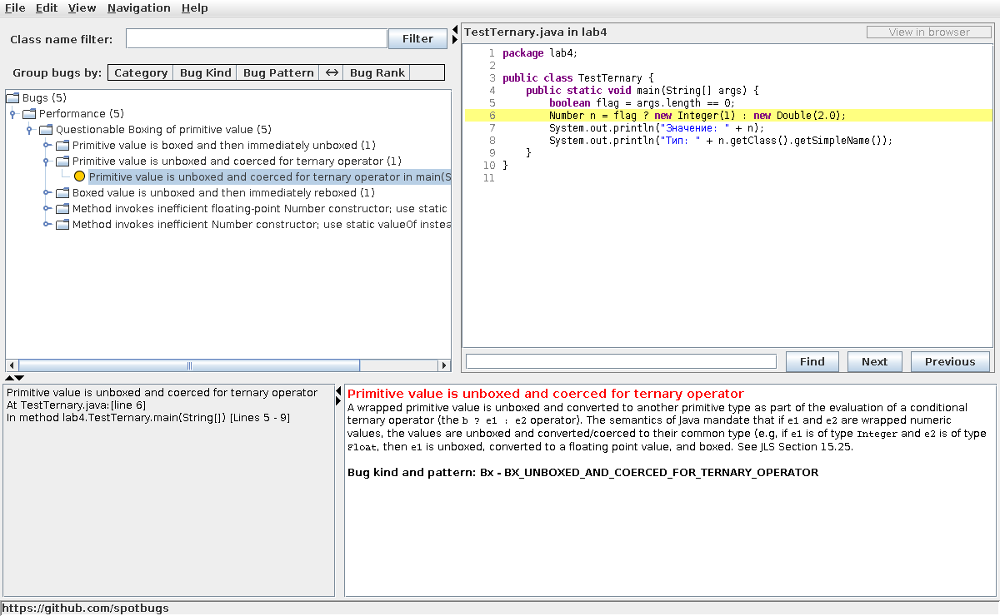 File Edit View Navigation Help
Class name filter: Filter
Group bugs by: Category Bug Kind Bug Pattern ↔ Bug Rank
Bugs (5)
Performance (5)
Questionable Boxing of primitive value (5)
Primitive value is boxed and then immediately unboxed (1)
Primitive value is unboxed and coerced for ternary operator (1)
Primitive value is unboxed and coerced for ternary operator in main(S
Boxed value is unboxed and then immediately reboxed (1)
Method invokes inefficient floating-point Number constructor; use static
Method invokes inefficient Number constructor; use static valueOf instea
TestTernary.java in lab4 View in browser
1 package lab4;
2
3 public class TestTernary {
4 public static void main(String[] args) {
5 boolean flag = args.length == 0;
6 Number n = flag ? new Integer(1) : new Double(2.0);
7 System.out.println("Значение: " + n);
8 System.out.println("Тип: " + n.getClass().getSimpleName());
9 }
10 }
11
Find Next Previous
Primitive value is unboxed and coerced for ternary operator
At TestTernary.java:[line 6]
In method lab4.TestTernary.main(String[]) [Lines 5 - 9]
Primitive value is unboxed and coerced for ternary operator
A wrapped primitive value is unboxed and converted to another primitive type as part of the evaluation of a conditional
ternary operator (the b ? e1 : e2 operator). The semantics of Java mandate that if e1 and e2 are wrapped numeric
values, the values are unboxed and converted/coerced to their common type (e.g, if e1 is of type Integer and e2 is of type
Float, then e1 is unboxed, converted to a floating point value, and boxed. See JLS Section 15.25.
Bug kind and pattern: Bx - BX_UNBOXED_AND_COERCED_FOR_TERNARY_OPERATOR
https://github.com/spotbugs